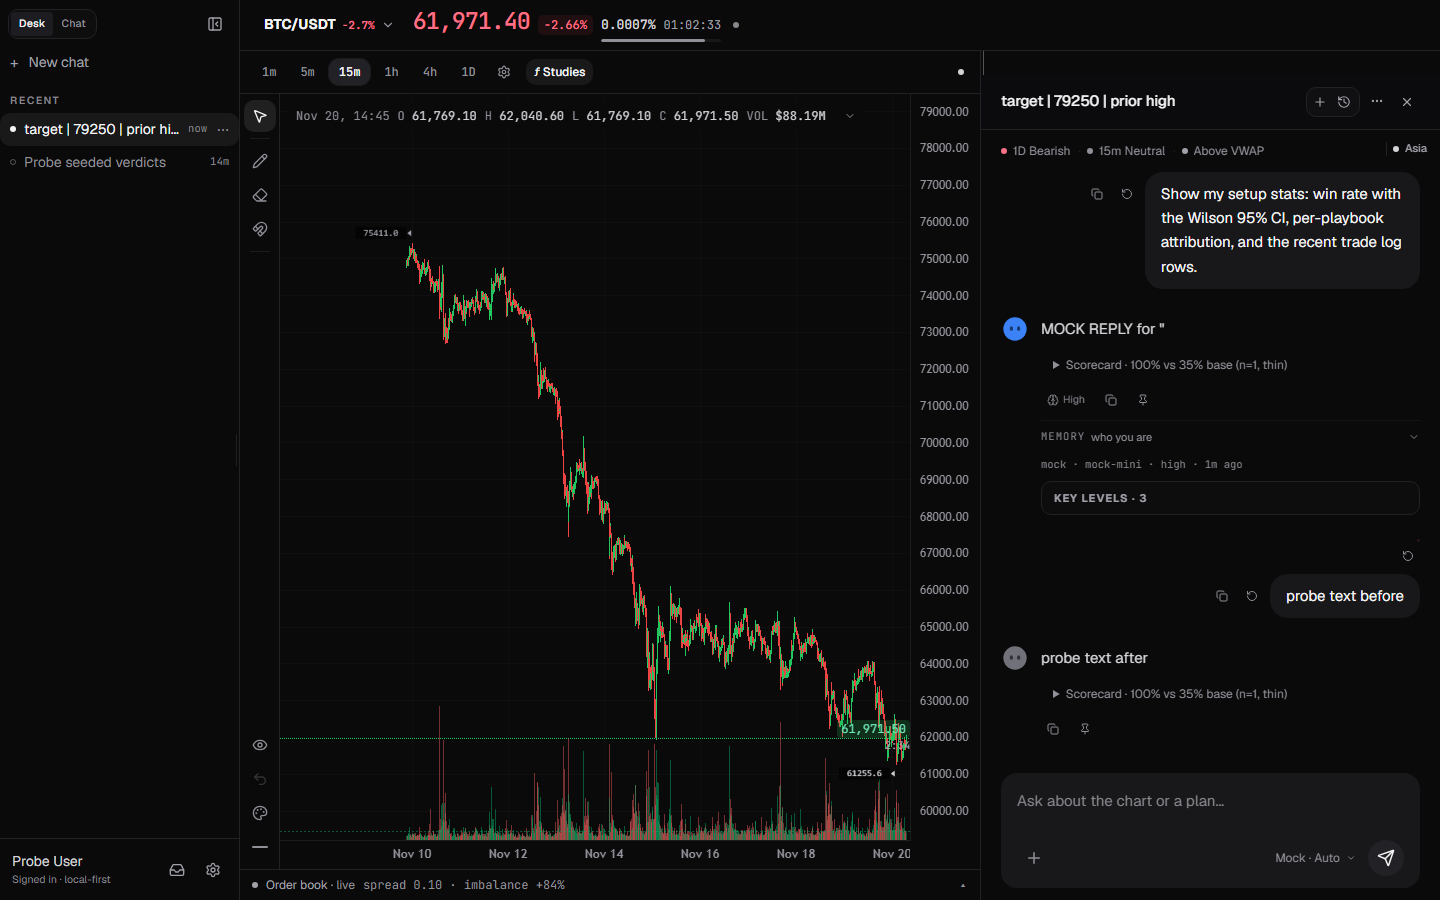 Desk Chat
+ New chat
RECENT
target | 79250 | prior hi... now ...
Probe seeded verdicts 14m
Probe User
Signed in · local-first
BTC/USDT -2.7% 61,971.40 -2.66% 0.0007% 01:02:33
1m 5m 15m 1h 4h 1D f Studies
Nov 20, 14:45 O 61,769.10 H 62,040.60 L 61,769.10 C 61,971.50 VOL $88.19M
79000.00
78000.00
77000.00
76000.00
75411.0
75000.00
74000.00
73000.00
72000.00
71000.00
70000.00
69000.00
68000.00
67000.00
66000.00
65000.00
64000.00
63000.00
61,971.50
62000.00
61255.6
61000.00
60000.00
Nov 10 Nov 12 Nov 14 Nov 16 Nov 18 Nov 20
Order book · live spread 0.10 · imbalance +84%
target | 79250 | prior high
1D Bearish 15m Neutral Above VWAP Asia
Show my setup stats: win rate with
the Wilson 95% CI, per-playbook
attribution, and the recent trade log
rows.
MOCK REPLY for "
Scorecard · 100% vs 35% base (n=1, thin)
High
MEMORY who you are
mock · mock-mini · high · 1m ago
KEY LEVELS · 3
probe text before
probe text after
Scorecard · 100% vs 35% base (n=1, thin)
Ask about the chart or a plan...
Mock · Auto